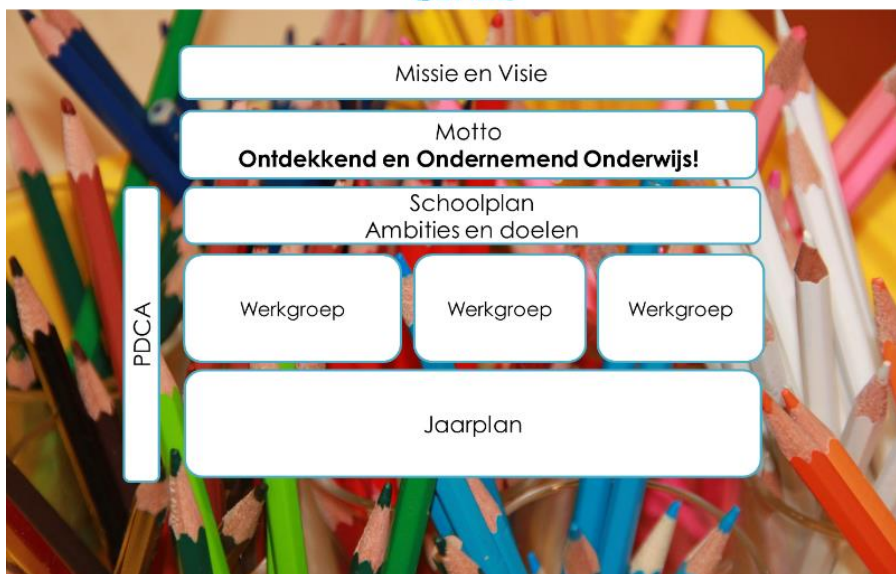 Missie en Visie
Motto
Ontdekkend en Ondernemend Onderwijs!
Schoolplan
Ambities en doelen
PDCA
Werkgroep
Werkgroep
Werkgroep
Jaarplan